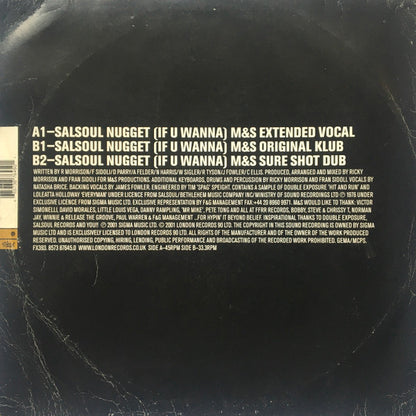 A1–SALSOUL NUGGET (IF U WANNA) M&S EXTENDED VOCAL
B1–SALSOUL NUGGET (IF U WANNA) M&S ORIGINAL KLUB
B2–SALSOUL NUGGET (IF U WANNA) M&S SURE SHOT DUB
WRITTEN BY R MORRISON/F SIDOLI/D PARRY/A FELDER/N HARRIS/W SIGLER/R TYSON/J FOWLER/C ELLIS. PRODUCED, ARRANGED AND MIXED BY RICKY
MORRISON AND FRAN SIDOLI FOR M&S PRODUCTIONS. ADDITIONAL KEYBOARDS, DRUMS AND PERCUSSION BY RICKY MORRISON AND FRAN SIDOLI. VOCALS BY
NATASHA BRICE. BACKING VOCALS BY JAMES FOWLER. ENGINEERED BY TIM 'SPAG' SPEIGHT. CONTAINS A SAMPLE OF DOUBLE EXPOSURE 'HIT AND RUN' AND
LOLEATTA HOLLOWAY 'EVERYMAN' UNDER LICENCE FROM SALSOUL/BETHLEHEM MUSIC COMPANY INC/MINISTRY OF SOUND RECORDINGS LTD ℗ 1976 UNDER
EXCLUSIVE LICENCE FROM SIGMA MUSIC LTD. EXCLUSIVE REPRESENTATION BY F&G MANAGEMENT FAX +44 20 8960 9971. M&S WOULD LIKE TO THANK: VICTOR
SIMONELLI, DAVID MORALES, LITTLE LOUIS VEGA, DANNY RAMPLING, 'MR MIKE', PETE TONG AND ALL AT FFRR RECORDS, BOBBY, STEVE & CHRISSY T, NORMAN
JAY, WINNIE & RELEASE THE GROOVE, PAUL WARREN & F&G MANAGEMENT ...FOR HYPIN' IT BEYOND BELIEF. INSPIRATIONAL THANKS TO DOUBLE EXPOSURE,
SALSOUL RECORDS AND YOU!! ℗ 2001 SIGMA MUSIC LTD. © 2001 LONDON RECORDS 90 LTD. THE COPYRIGHT IN THIS SOUND RECORDING IS OWNED BY SIGMA
MUSIC LTD AND IS EXCLUSIVELY LICENSED TO LONDON RECORDS 90 LTD. ALL RIGHTS OF THE MANUFACTURER AND OF THE OWNER OF THE WORK PRODUCED
RESERVED. UNAUTHORISED COPYING, HIRING, LENDING, PUBLIC PERFORMANCE AND BROADCASTING OF THE RECORDED WORK PROHIBITED. GEMA/MCPS.
FX393. 8573 87645.0 WWW.LONDONRECORDS.CO.UK SIDE A-45RPM SIDE B-33.3RPM